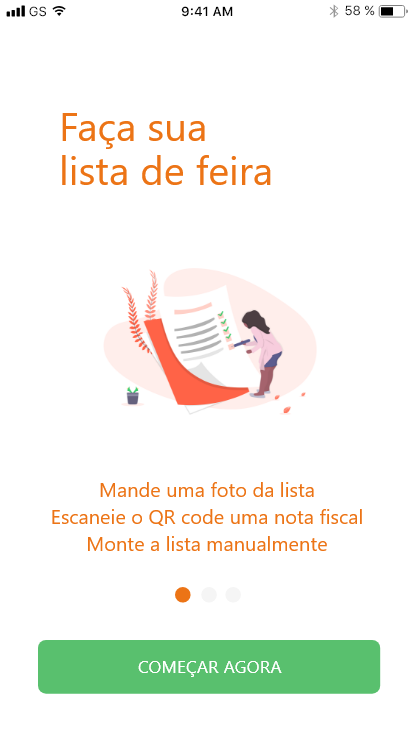 GS 9:41 AM 58 %
Faça sua
lista de feira
Mande uma foto da lista
Escaneie o QR code uma nota fiscal
Monte a lista manualmente
COMEÇAR AGORA